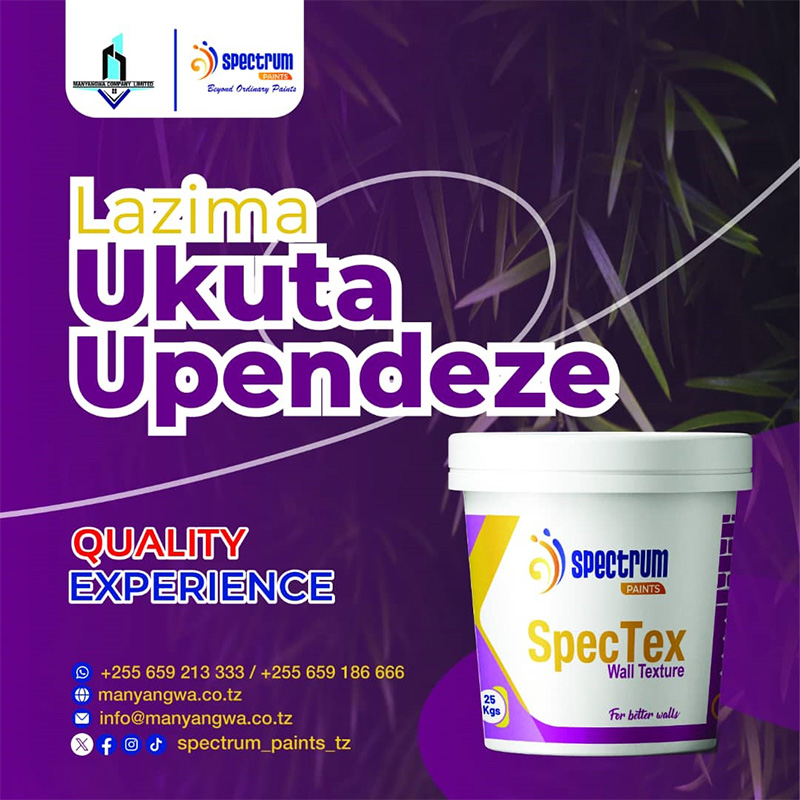 MANYANGWA COMPANY LIMITED
spectrum
PAINTS
Beyond Ordinary Paints
Lazima
Ukuta
Upendeze
QUALITY
EXPERIENCE
+255 659 213 333 / +255 659 186 666
manyangwa.co.tz
info@manyangwa.co.tz
spectrum_paints_tz
spectrum
PAINTS
SpecTex
Wall Texture
25
Kgs
For better walls